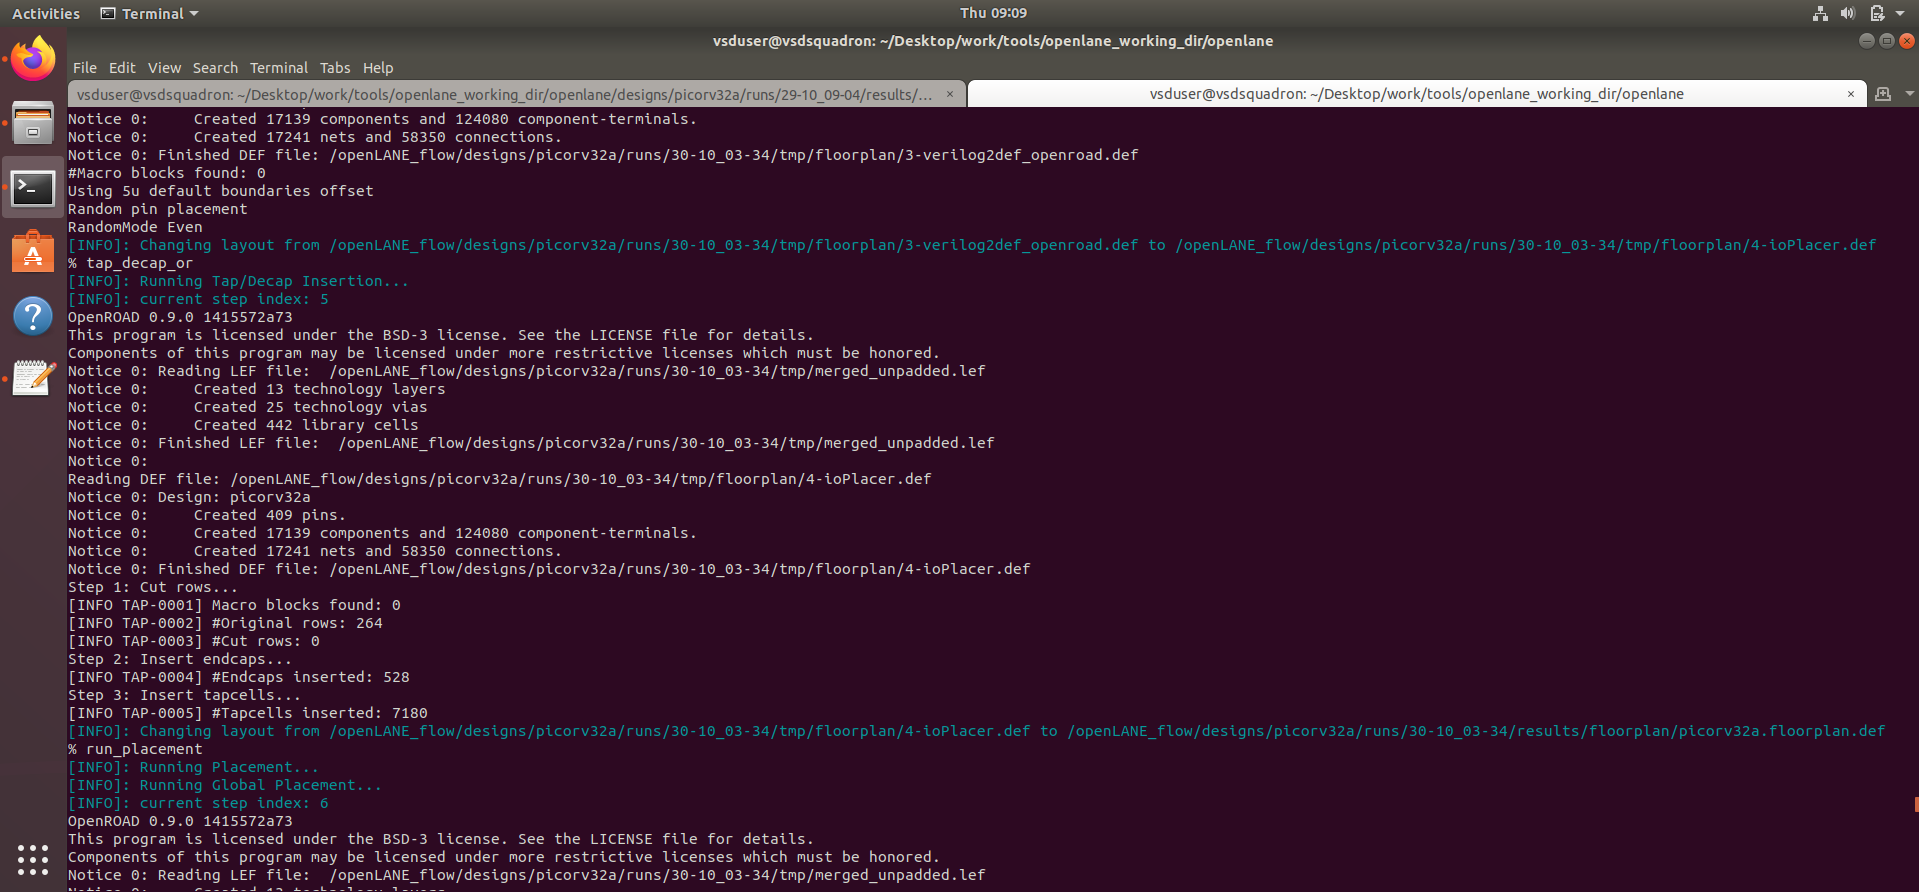 Activities Terminal Thu 09:09
vsduser@vsdsquadron: ~/Desktop/work/tools/openlane_working_dir/openlane
File Edit View Search Terminal Tabs Help
vsduser@vsdsquadron: ~/Desktop/work/tools/openlane_working_dir/openlane/designs/picorv32a/runs/29-10_09-04/results/... × vsduser@vsdsquadron: ~/Desktop/work/tools/openlane_working_dir/openlane ×
Notice 0:     Created 17139 components and 124080 component-terminals.
Notice 0:     Created 17241 nets and 58350 connections.
Notice 0: Finished DEF file: /openLANE_flow/designs/picorv32a/runs/30-10_03-34/tmp/floorplan/3-verilog2def_openroad.def
#Macro blocks found: 0
Using 5u default boundaries offset
Random pin placement
RandomMode Even
[INFO]: Changing layout from /openLANE_flow/designs/picorv32a/runs/30-10_03-34/tmp/floorplan/3-verilog2def_openroad.def to /openLANE_flow/designs/picorv32a/runs/30-10_03-34/tmp/floorplan/4-ioPlacer.def
% tap_decap_or
[INFO]: Running Tap/Decap Insertion...
[INFO]: current step index: 5
OpenROAD 0.9.0 1415572a73
This program is licensed under the BSD-3 license. See the LICENSE file for details.
Components of this program may be licensed under more restrictive licenses which must be honored.
Notice 0: Reading LEF file:  /openLANE_flow/designs/picorv32a/runs/30-10_03-34/tmp/merged_unpadded.lef
Notice 0:     Created 13 technology layers
Notice 0:     Created 25 technology vias
Notice 0:     Created 442 library cells
Notice 0: Finished LEF file:  /openLANE_flow/designs/picorv32a/runs/30-10_03-34/tmp/merged_unpadded.lef
Notice 0:
Reading DEF file: /openLANE_flow/designs/picorv32a/runs/30-10_03-34/tmp/floorplan/4-ioPlacer.def
Notice 0: Design: picorv32a
Notice 0:     Created 409 pins.
Notice 0:     Created 17139 components and 124080 component-terminals.
Notice 0:     Created 17241 nets and 58350 connections.
Notice 0: Finished DEF file: /openLANE_flow/designs/picorv32a/runs/30-10_03-34/tmp/floorplan/4-ioPlacer.def
Step 1: Cut rows...
[INFO TAP-0001] Macro blocks found: 0
[INFO TAP-0002] #Original rows: 264
[INFO TAP-0003] #Cut rows: 0
Step 2: Insert endcaps...
[INFO TAP-0004] #Endcaps inserted: 528
Step 3: Insert tapcells...
[INFO TAP-0005] #Tapcells inserted: 7180
[INFO]: Changing layout from /openLANE_flow/designs/picorv32a/runs/30-10_03-34/tmp/floorplan/4-ioPlacer.def to /openLANE_flow/designs/picorv32a/runs/30-10_03-34/results/floorplan/picorv32a.floorplan.def
% run_placement
[INFO]: Running Placement...
[INFO]: Running Global Placement...
[INFO]: current step index: 6
OpenROAD 0.9.0 1415572a73
This program is licensed under the BSD-3 license. See the LICENSE file for details.
Components of this program may be licensed under more restrictive licenses which must be honored.
Notice 0: Reading LEF file:  /openLANE_flow/designs/picorv32a/runs/30-10_03-34/tmp/merged_unpadded.lef